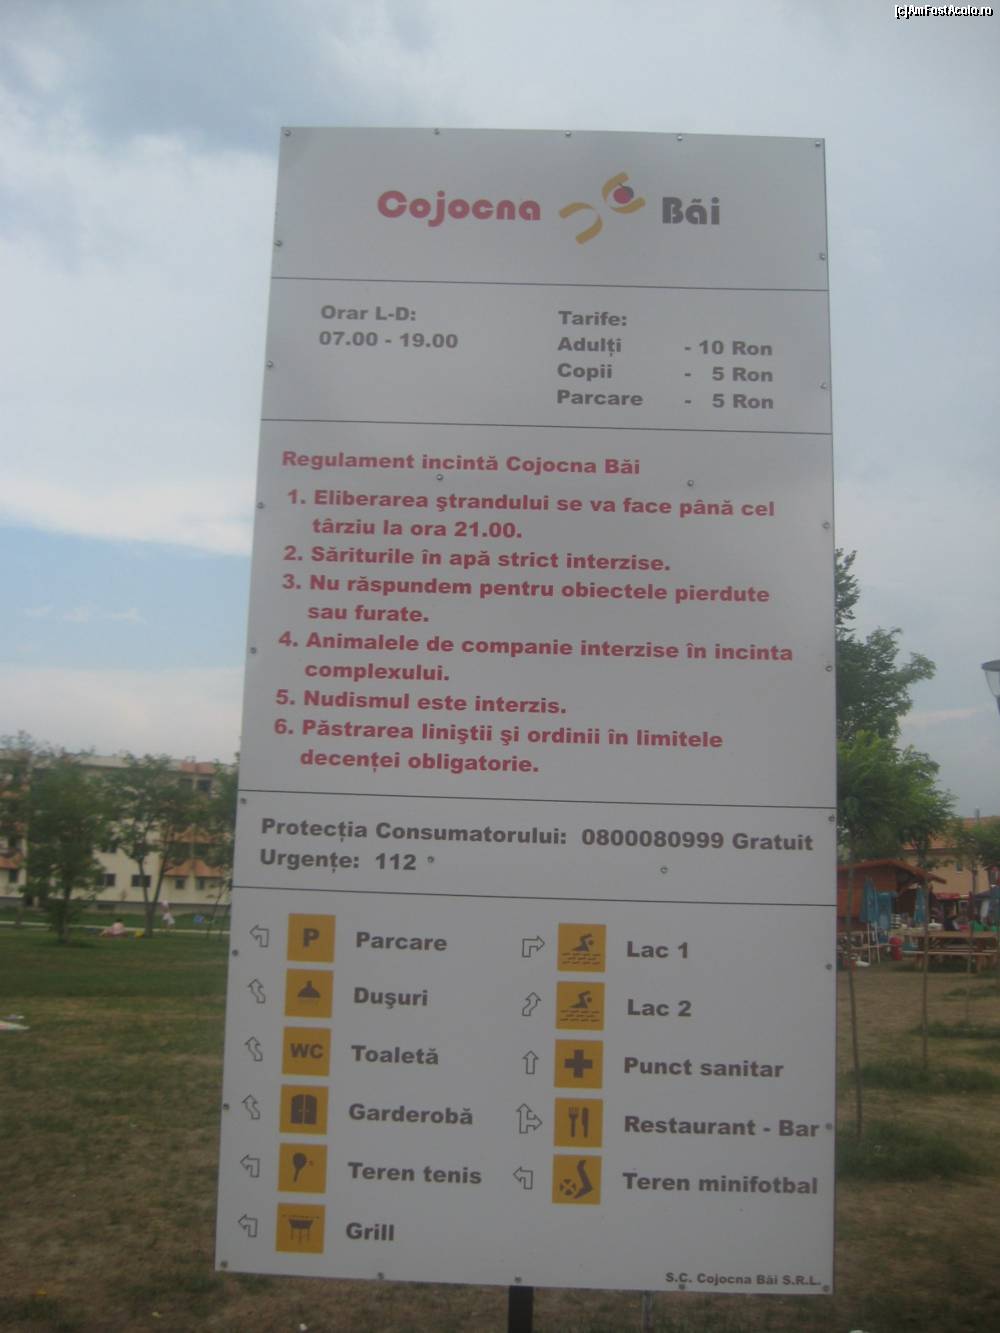 [c]AmFostAcolo.ro
Cojocna Băi
Orar L-D:
07.00 - 19.00
Tarife:
Adulți - 10 Ron
Copii - 5 Ron
Parcare - 5 Ron
Regulament incintă Cojocna Băi
1. Eliberarea ştrandului se va face până cel
târziu la ora 21.00.
2. Săriturile în apă strict interzise.
3. Nu răspundem pentru obiectele pierdute
sau furate.
4. Animalele de companie interzise în incinta
complexului.
5. Nudismul este interzis.
6. Păstrarea liniştii şi ordinii în limitele
decenței obligatorie.
Protecția Consumatorului: 0800080999 Gratuit
Urgențe: 112
P Parcare
Duşuri
WC Toaletă
Garderobă
Teren tenis
Grill
Lac 1
Lac 2
Punct sanitar
Restaurant - Bar
Teren minifotbal
S.C. Cojocna Băi S.R.L.